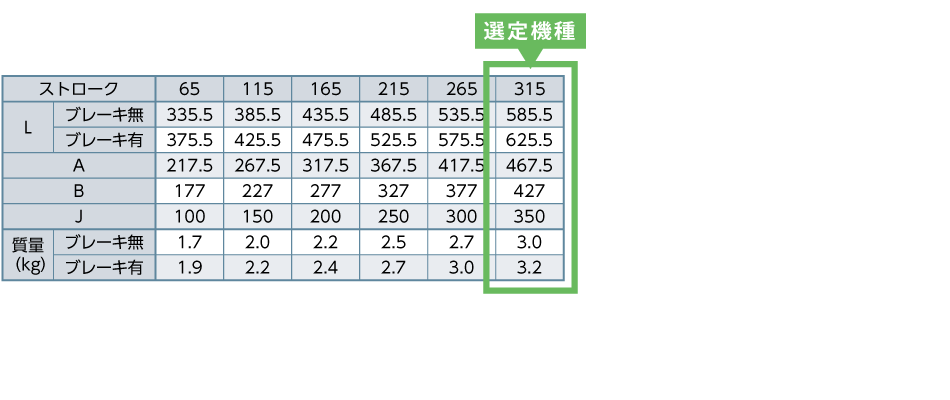 選定機種
ストローク 65 115 165 215 265 315
L ブレーキ無 335.5 385.5 435.5 485.5 535.5 585.5
ブレーキ有 375.5 425.5 475.5 525.5 575.5 625.5
A 217.5 267.5 317.5 367.5 417.5 467.5
B 177 227 277 327 377 427
J 100 150 200 250 300 350
質量(kg) ブレーキ無 1.7 2.0 2.2 2.5 2.7 3.0
ブレーキ有 1.9 2.2 2.4 2.7 3.0 3.2